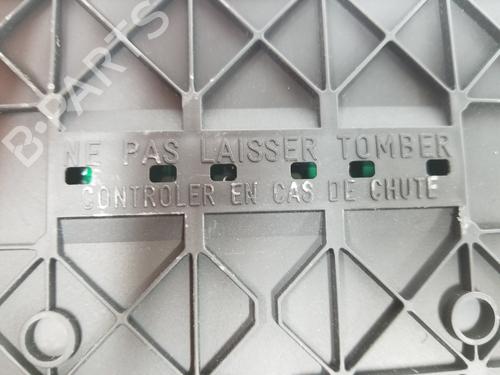 B-PARTS
NE PAS LAISSER TOMBER
CONTROLER EN CAS DE CHUTE